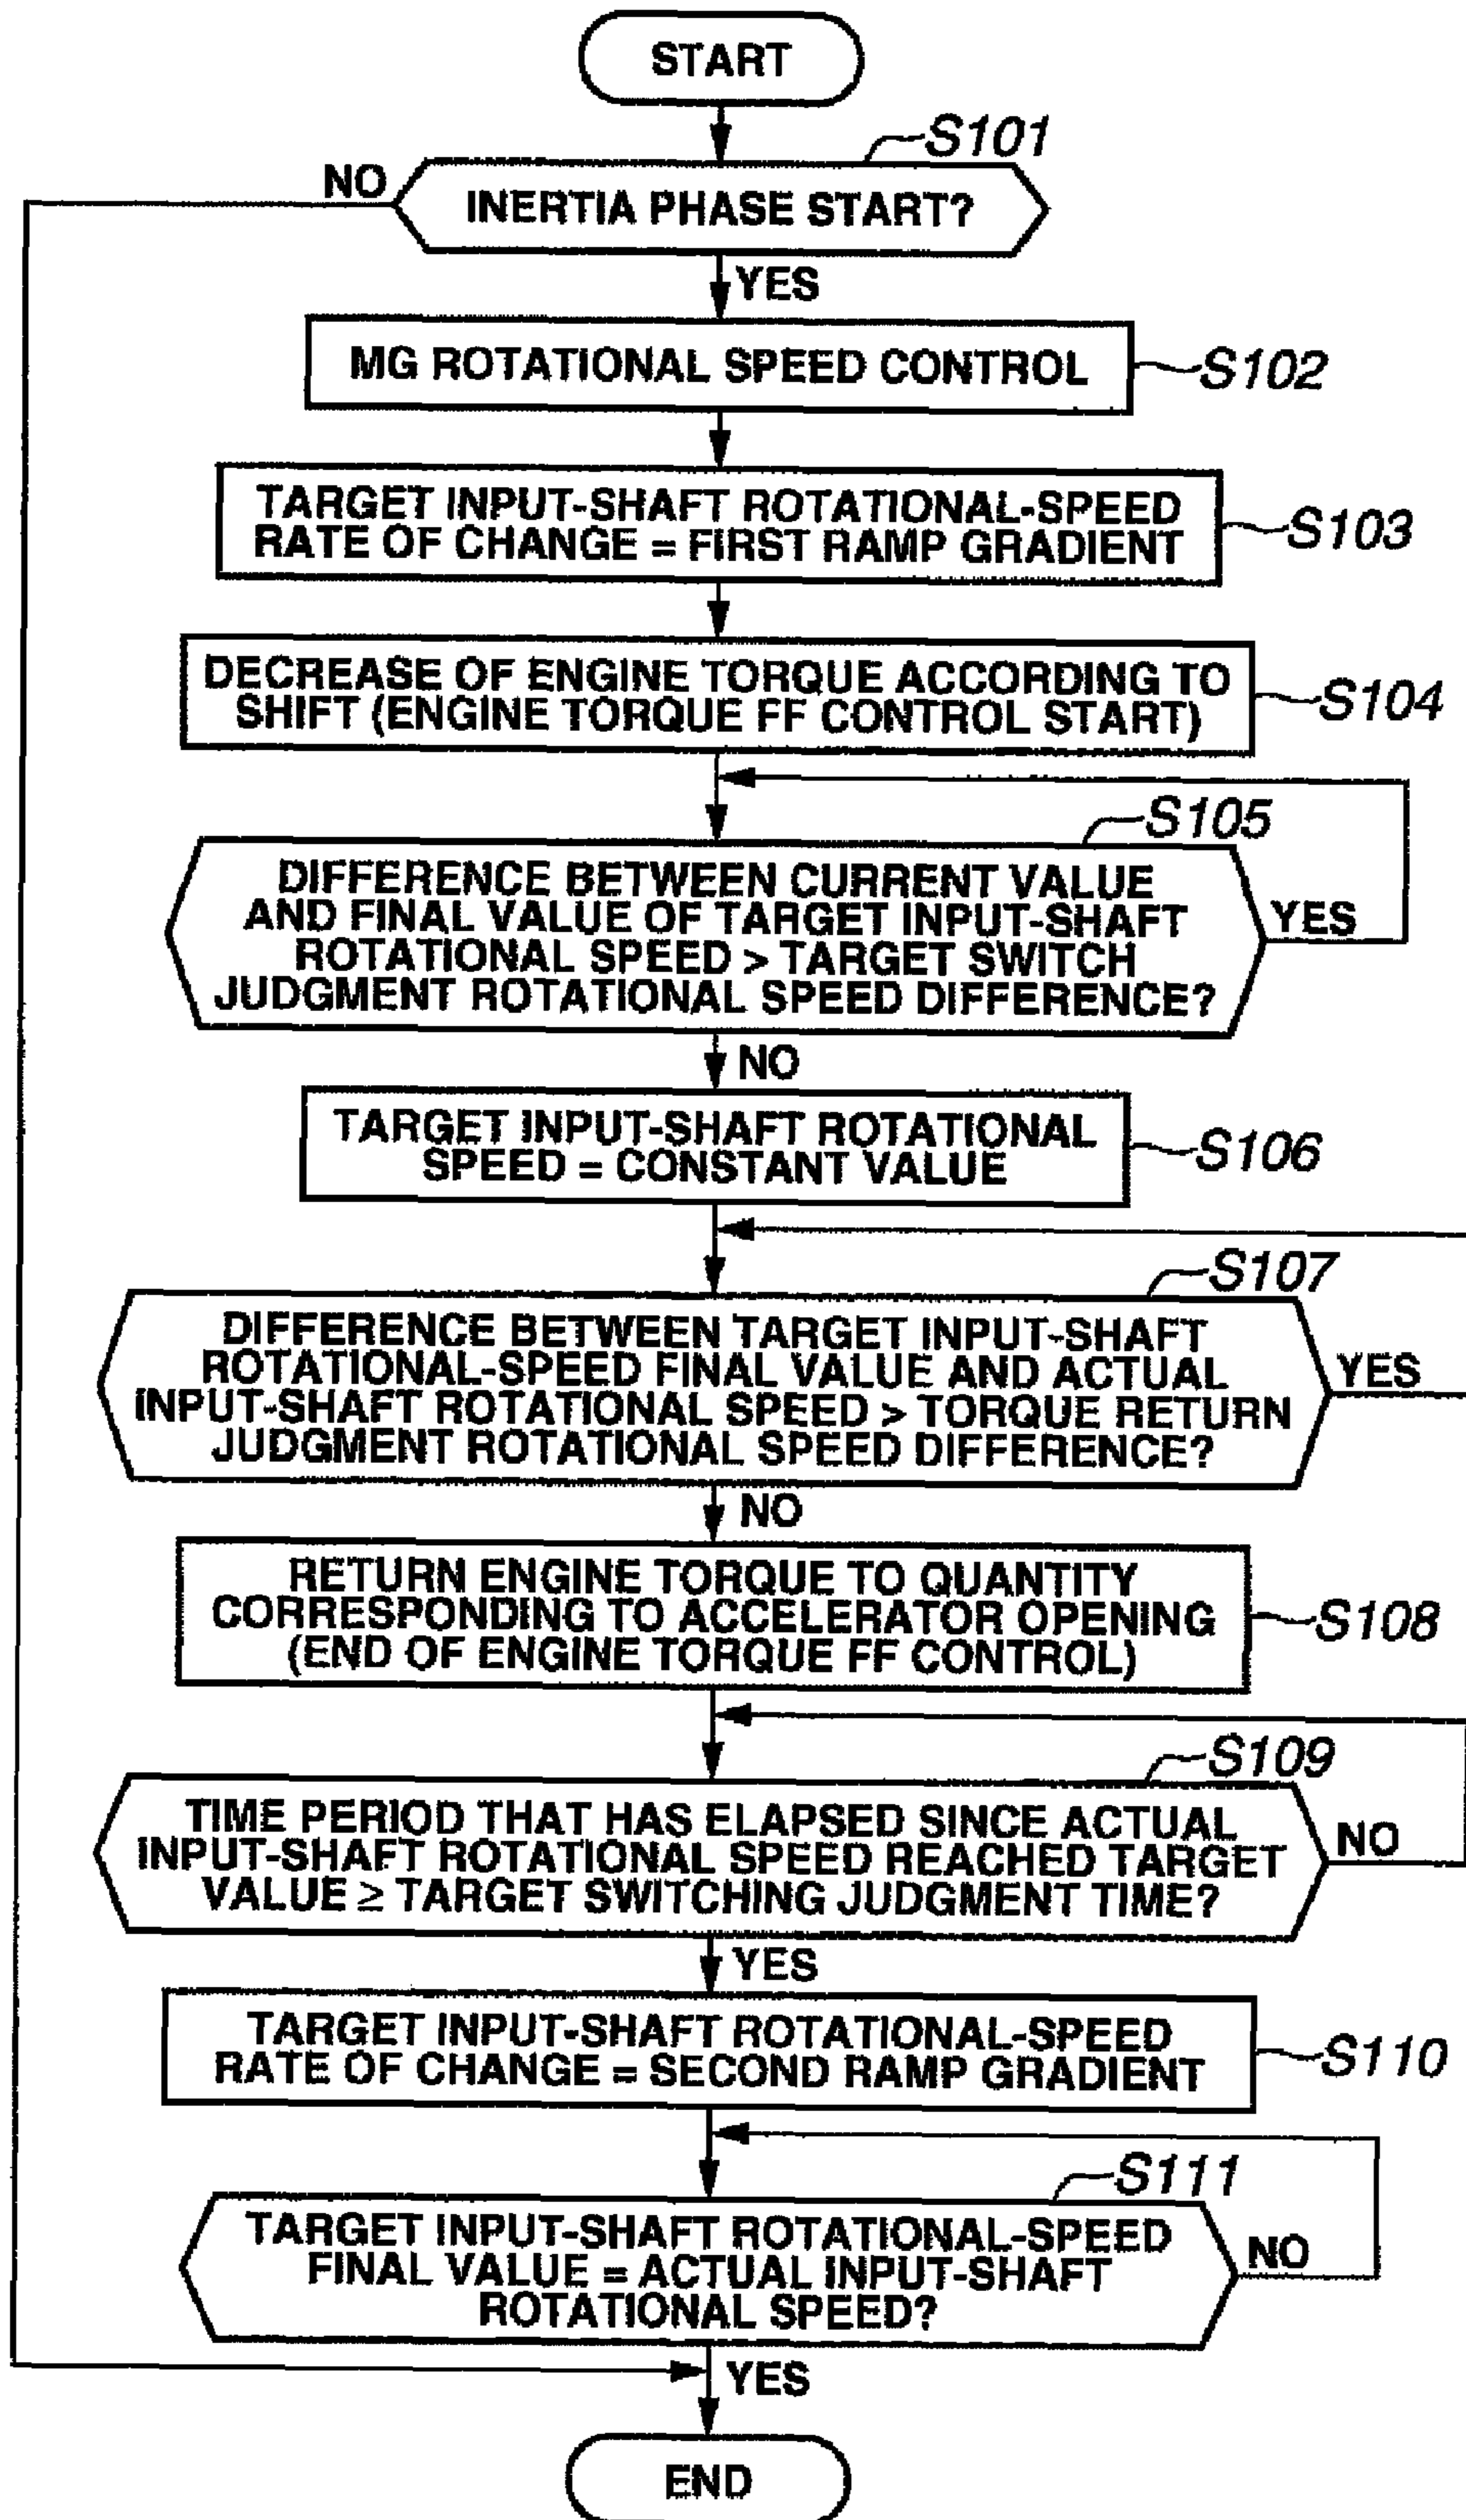 START
S101
NO
INERTIA PHASE START?
YES
MG ROTATIONAL SPEED CONTROL
S102
TARGET INPUT-SHAFT ROTATIONAL-SPEED
RATE OF CHANGE = FIRST RAMP GRADIENT
S103
DECREASE OF ENGINE TORQUE ACCORDING TO
SHIFT (ENGINE TORQUE FF CONTROL START)
S104
S105
DIFFERENCE BETWEEN CURRENT VALUE
AND FINAL VALUE OF TARGET INPUT-SHAFT
ROTATIONAL SPEED > TARGET SWITCH
JUDGMENT ROTATIONAL SPEED DIFFERENCE?
YES
NO
TARGET INPUT-SHAFT ROTATIONAL
SPEED = CONSTANT VALUE
S106
S107
DIFFERENCE BETWEEN TARGET INPUT-SHAFT
ROTATIONAL-SPEED FINAL VALUE AND ACTUAL
INPUT-SHAFT ROTATIONAL SPEED > TORQUE RETURN
JUDGMENT ROTATIONAL SPEED DIFFERENCE?
YES
NO
RETURN ENGINE TORQUE TO QUANTITY
CORRESPONDING TO ACCELERATOR OPENING
(END OF ENGINE TORQUE FF CONTROL)
S108
S109
TIME PERIOD THAT HAS ELAPSED SINCE ACTUAL
INPUT-SHAFT ROTATIONAL SPEED REACHED TARGET
VALUE ≥ TARGET SWITCHING JUDGMENT TIME?
NO
YES
TARGET INPUT-SHAFT ROTATIONAL-SPEED
RATE OF CHANGE = SECOND RAMP GRADIENT
S110
S111
TARGET INPUT-SHAFT ROTATIONAL-SPEED
FINAL VALUE = ACTUAL INPUT-SHAFT
ROTATIONAL SPEED?
NO
YES
END